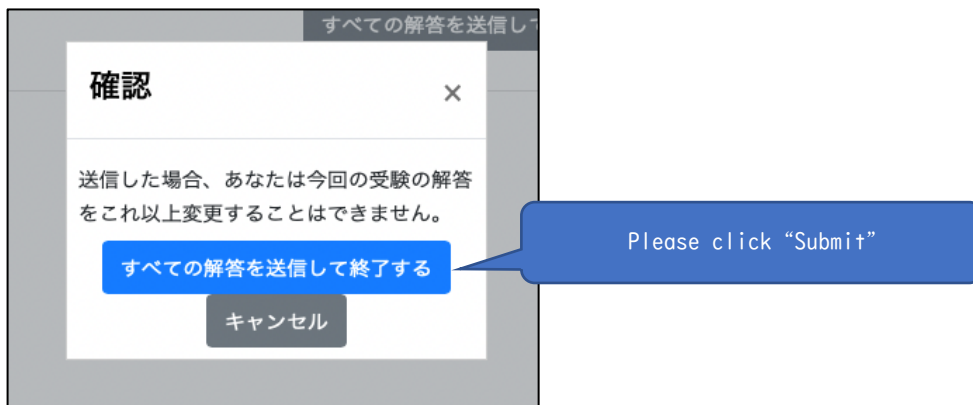 すべての解答を送信して
確認
×
送信した場合、あなたは今回の受験の解答
をこれ以上変更することはできません。
すべての解答を送信して終了する
キャンセル
Please click “Submit”